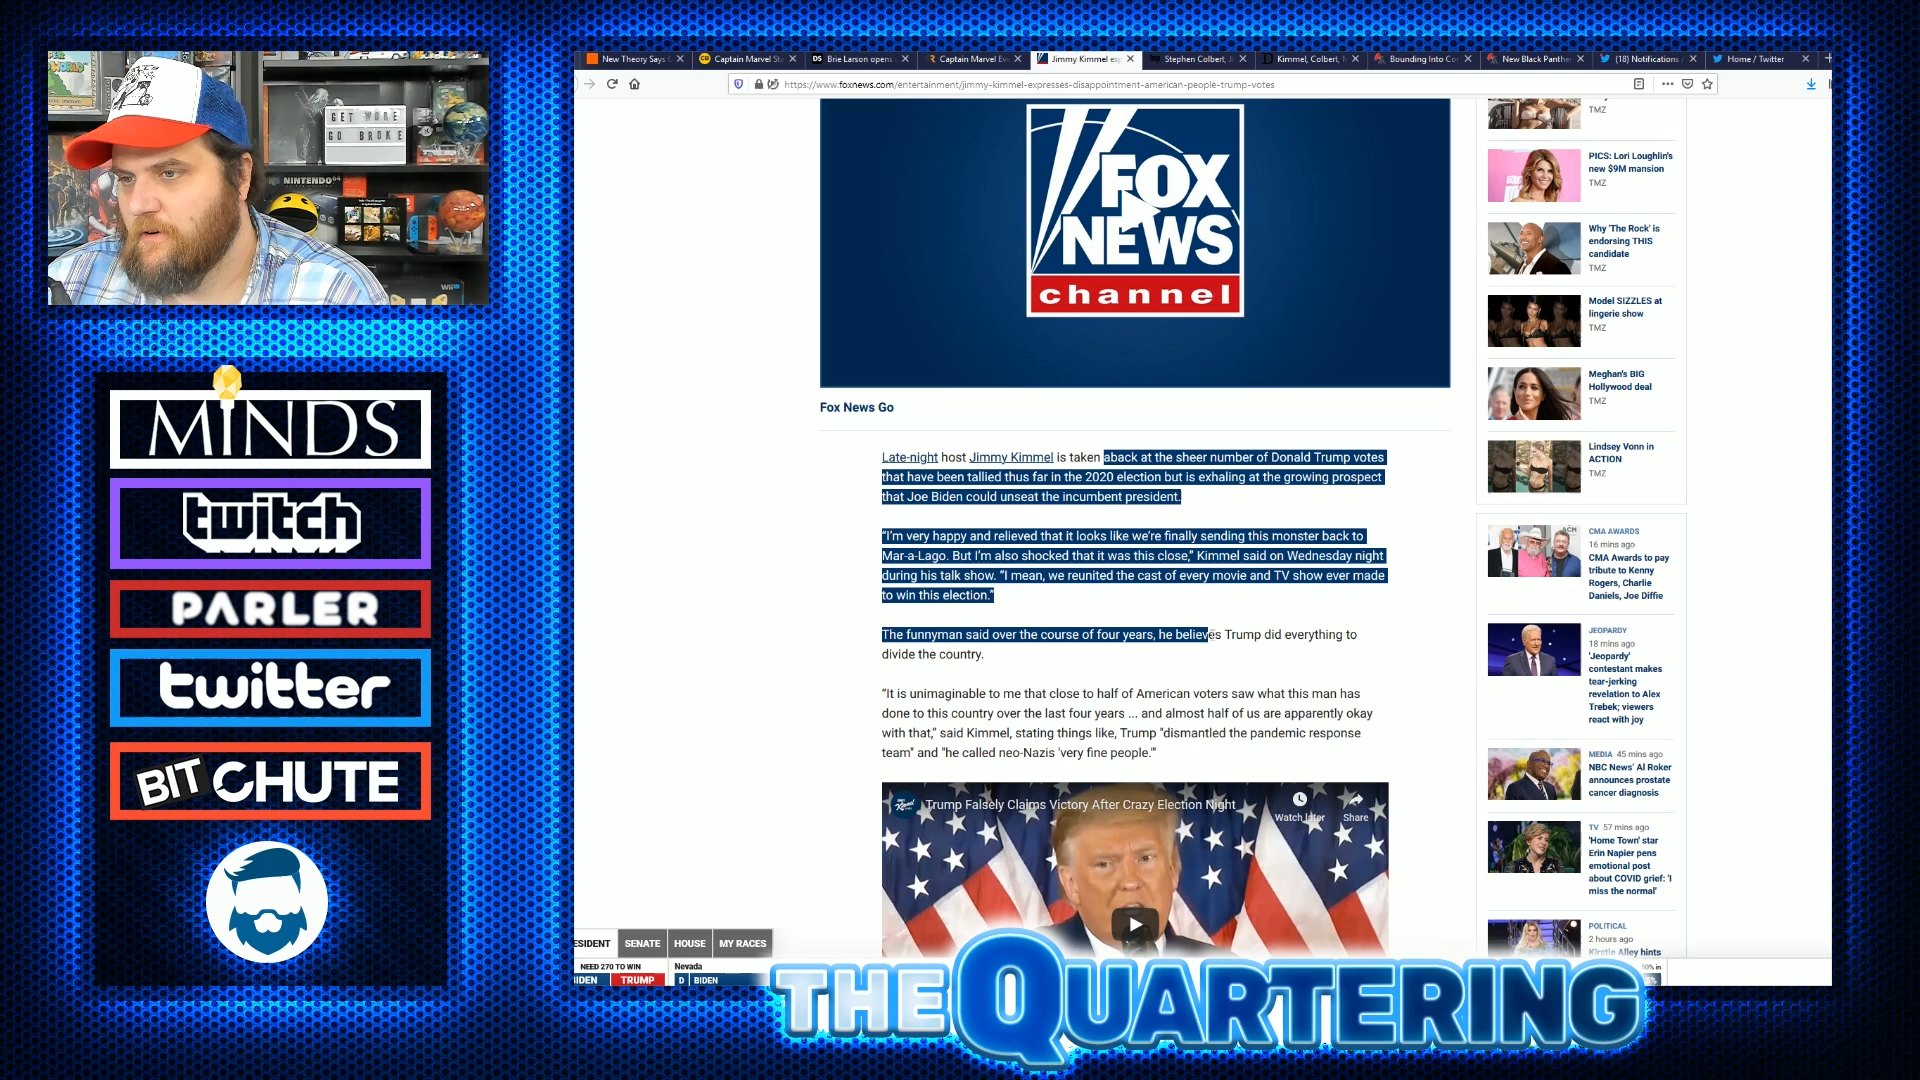 GET WOKE
GO BROKE
NINTENDO 64
WiiU
MINDS
twitch
PARLER
twitter
BITCHUTE
New Theory Says
Captain Marvel St
Brie Larson opens
Captain Marvel Ev
Jimmy Kimmel ex
Stephen Colbert, J
Kimmel, Colbert,
Bounding Into Co
New Black Panthe
(18) Notifications
Home / Twitter
https://www.foxnews.com/entertainment/jimmy-kimmel-expresses-disappointment-american-people-trump-votes
FOX
NEWS
channel
Fox News Go
Late-night host Jimmy Kimmel is taken aback at the sheer number of Donald Trump votes
that have been tallied thus far in the 2020 election but is exhaling at the growing prospect
that Joe Biden could unseat the incumbent president.
“I’m very happy and relieved that it looks like we’re finally sending this monster back to
Mar-a-Lago. But I’m also shocked that it was this close,” Kimmel said on Wednesday night
during his talk show. “I mean, we reunited the cast of every movie and TV show ever made
to win this election.”
The funnyman said over the course of four years, he believes Trump did everything to
divide the country.
“It is unimaginable to me that close to half of American voters saw what this man has
done to this country over the last four years ... and almost half of us are apparently okay
with that,” said Kimmel, stating things like, Trump "dismantled the pandemic response
team" and "he called neo-Nazis 'very fine people.'"
Trump Falsely Claims Victory After Crazy Election Night
Watch later
Share
TMZ
PICS: Lori Loughlin's
new $9M mansion
TMZ
Why 'The Rock' is
endorsing THIS
candidate
TMZ
Model SIZZLES at
lingerie show
TMZ
Meghan's BIG
Hollywood deal
TMZ
Lindsey Vonn in
ACTION
TMZ
CMA AWARDS
16 mins ago
CMA Awards to pay
tribute to Kenny
Rogers, Charlie
Daniels, Joe Diffie
JEOPARDY
18 mins ago
'Jeopardy'
contestant makes
tear-jerking
revelation to Alex
Trebek; viewers
react with joy
MEDIA 45 mins ago
NBC News' Al Roker
announces prostate
cancer diagnosis
TV 57 mins ago
'Home Town' star
Erin Napier pens
emotional post
about COVID grief: 'I
miss the normal'
POLITICAL
2 hours ago
Kirstie Alley hints
ESIDENT SENATE HOUSE MY RACES
NEED 270 TO WIN
Nevada
IDEN TRUMP D BIDEN
THE QUARTERING